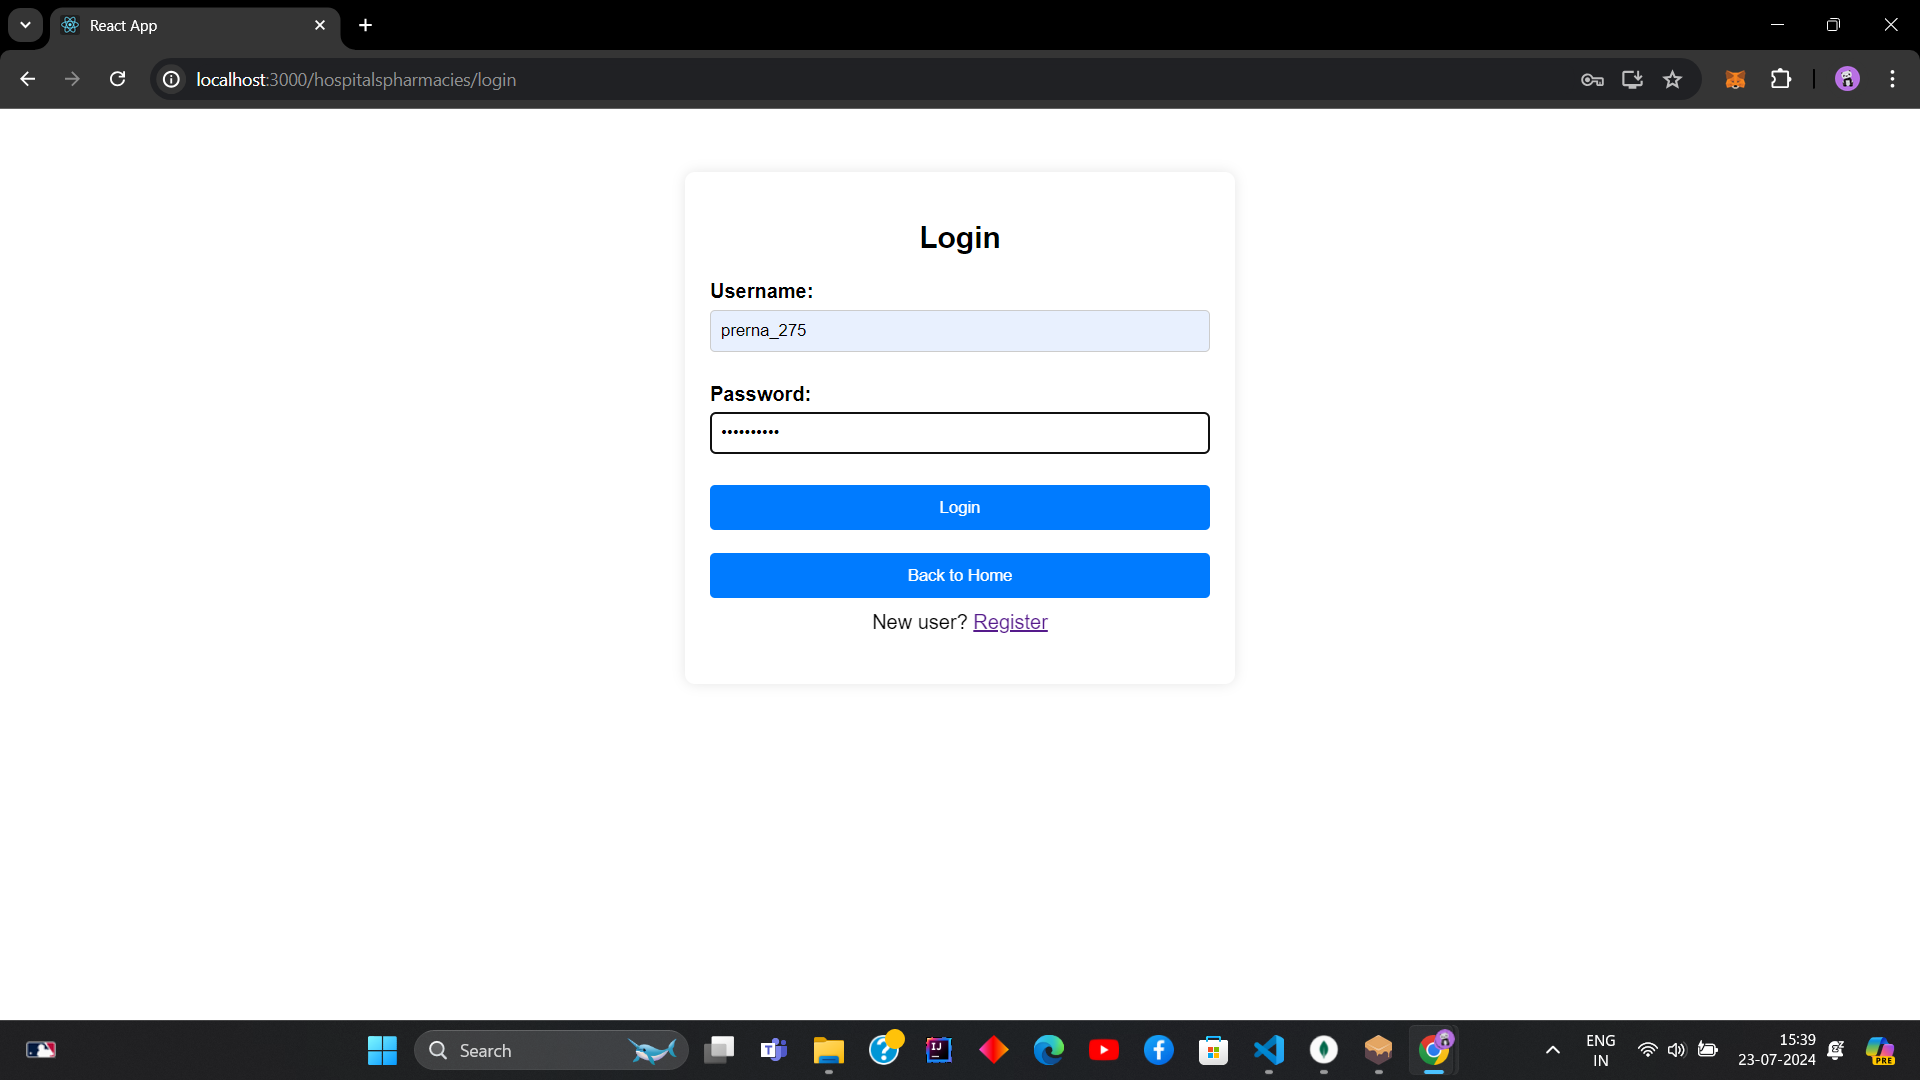 React App
localhost:3000/hospitalspharmacies/login
Login
Username:
prerna_275
Password:
••••••••••
Login
Back to Home
New user? Register
Search
ENG
IN
15:39
23-07-2024
PRE